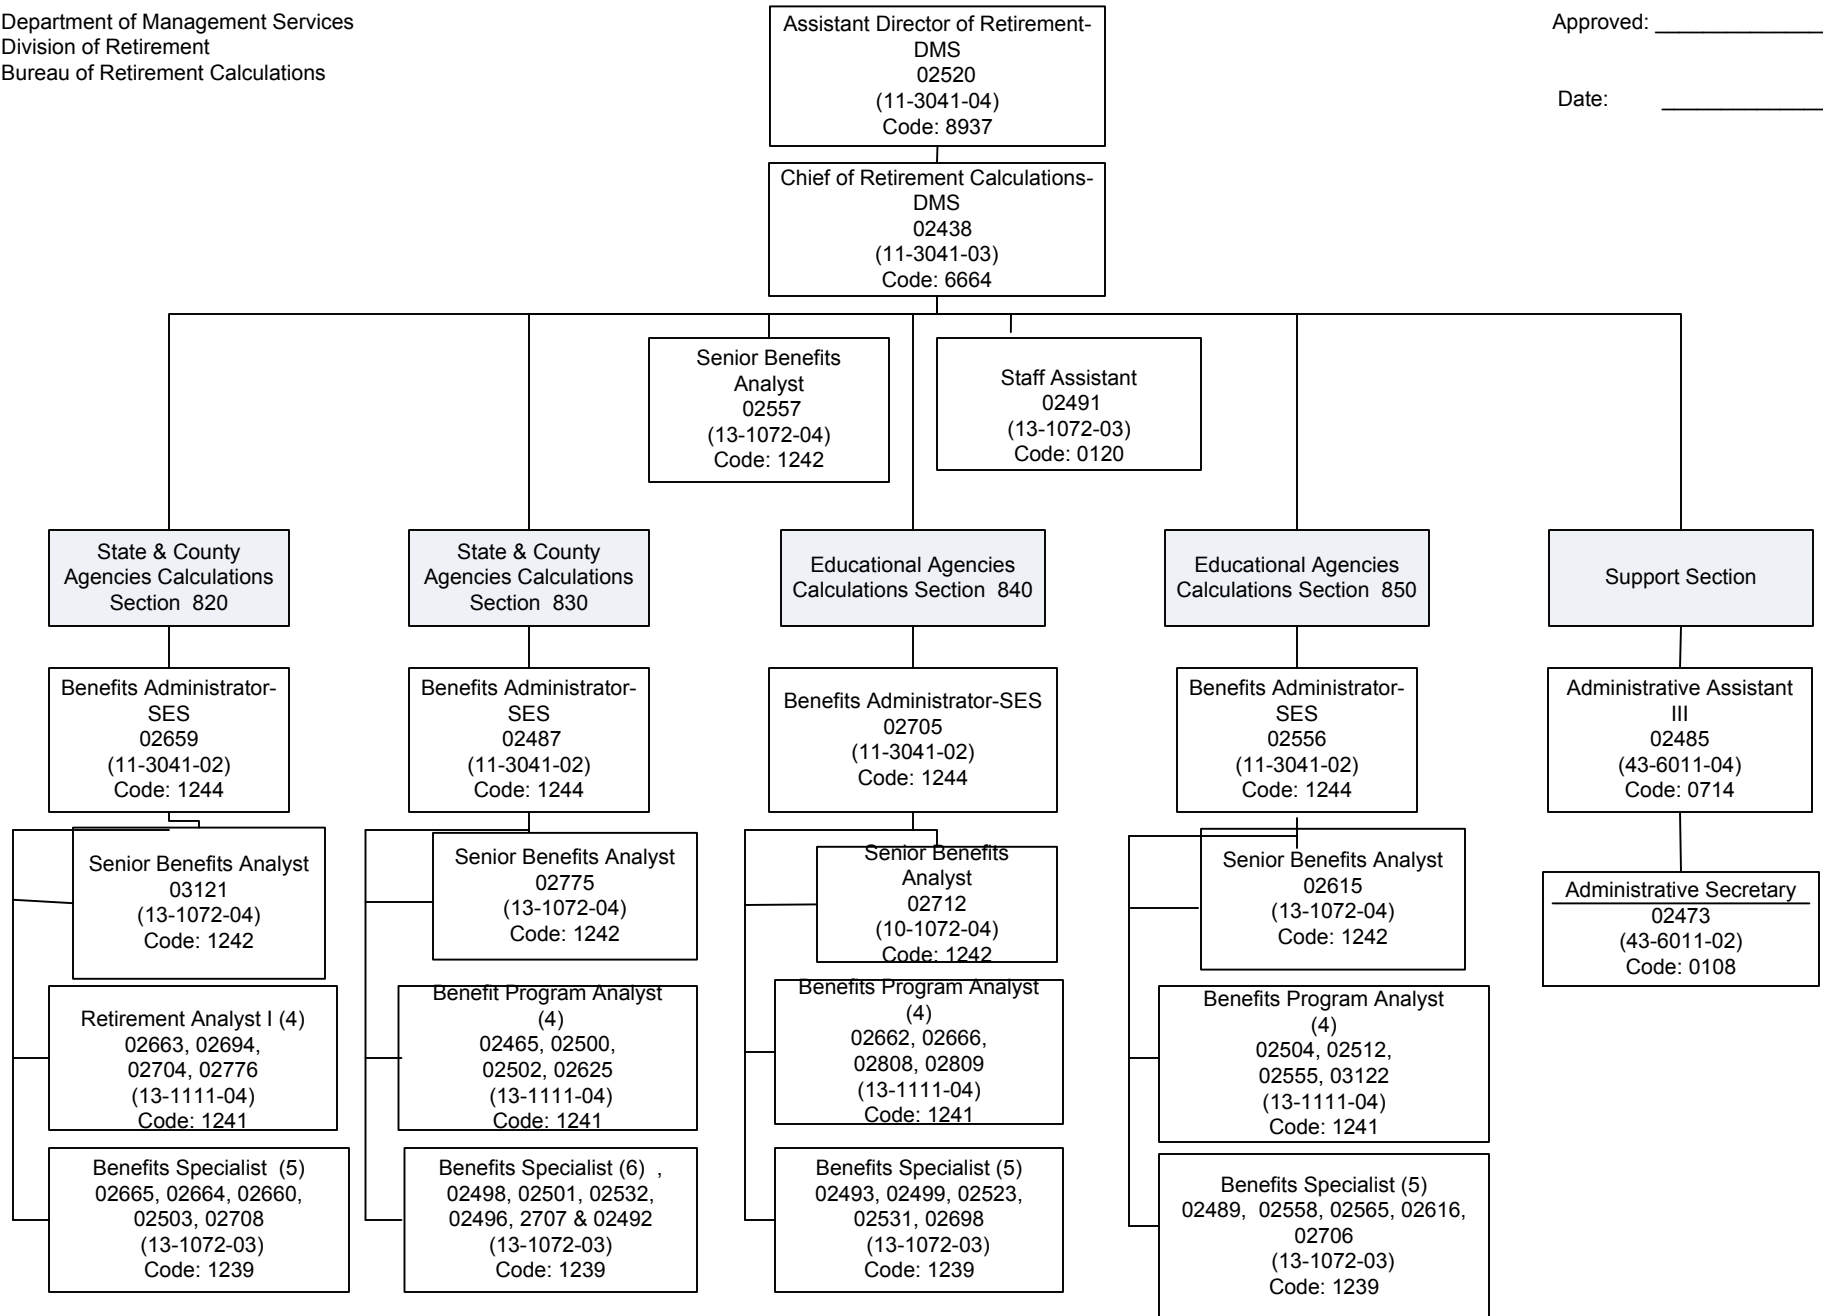 Department of Management Services
Division of Retirement
Bureau of Retirement Calculations
Assistant Director of Retirement-
DMS
02520
(11-3041-04)
Code: 8937
Approved: _______________
Date: ______________
Chief of Retirement Calculations-
DMS
02438
(11-3041-03)
Code: 6664
Senior Benefits
Analyst
02557
(13-1072-04)
Code: 1242
Staff Assistant
02491
(13-1072-03)
Code: 0120
State & County
Agencies Calculations
Section 820
State & County
Agencies Calculations
Section 830
Educational Agencies
Calculations Section 840
Educational Agencies
Calculations Section 850
Support Section
Benefits Administrator-
SES
02659
(11-3041-02)
Code: 1244
Benefits Administrator-
SES
02487
(11-3041-02)
Code: 1244
Benefits Administrator-SES
02705
(11-3041-02)
Code: 1244
Benefits Administrator-
SES
02556
(11-3041-02)
Code: 1244
Administrative Assistant
III
02485
(43-6011-04)
Code: 0714
Senior Benefits Analyst
03121
(13-1072-04)
Code: 1242
Senior Benefits Analyst
02775
(13-1072-04)
Code: 1242
Senior Benefits
Analyst
02712
(10-1072-04)
Code: 1242
Senior Benefits Analyst
02615
(13-1072-04)
Code: 1242
Administrative Secretary
02473
(43-6011-02)
Code: 0108
Retirement Analyst I (4)
02663, 02694,
02704, 02776
(13-1111-04)
Code: 1241
Benefit Program Analyst
(4)
02465, 02500,
02502, 02625
(13-1111-04)
Code: 1241
Benefits Program Analyst
(4)
02662, 02666,
02808, 02809
(13-1111-04)
Code: 1241
Benefits Program Analyst
(4)
02504, 02512,
02555, 03122
(13-1111-04)
Code: 1241
Benefits Specialist (5)
02665, 02664, 02660,
02503, 02708
(13-1072-03)
Code: 1239
Benefits Specialist (6) ,
02498, 02501, 02532,
02496, 2707 & 02492
(13-1072-03)
Code: 1239
Benefits Specialist (5)
02493, 02499, 02523,
02531, 02698
(13-1072-03)
Code: 1239
Benefits Specialist (5)
02489, 02558, 02565, 02616,
02706
(13-1072-03)
Code: 1239